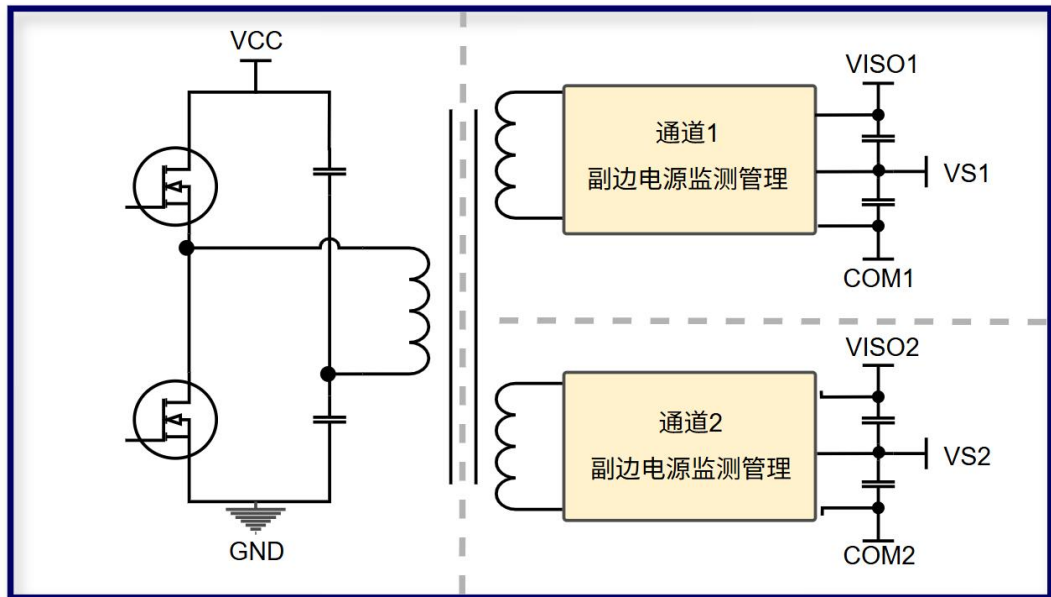 VCC
GND
VISO1
通道1
副边电源监测管理
VS1
COM1
VISO2
通道2
副边电源监测管理
VS2
COM2